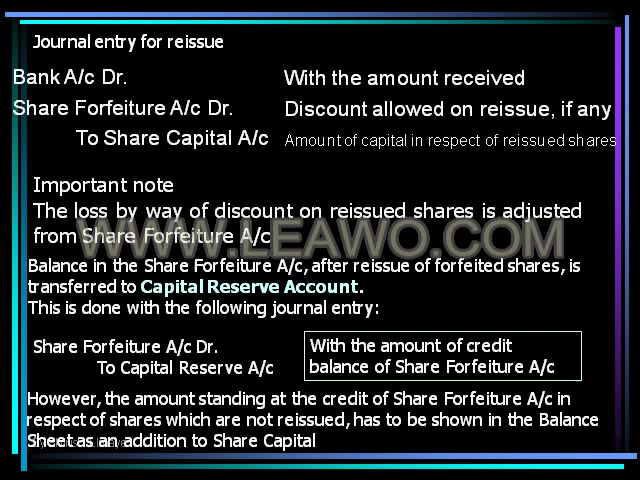 Journal entry for reissue
Bank A/c Dr. With the amount received
Share Forfeiture A/c Dr. Discount allowed on reissue, if any
To Share Capital A/c Amount of capital in respect of reissued shares
Important note
The loss by way of discount on reissued shares is adjusted
from Share Forfeiture A/c
WWW.LEAWO.COM
Balance in the Share Forfeiture A/c, after reissue of forfeited shares, is
transferred to Capital Reserve Account.
This is done with the following journal entry:
Share Forfeiture A/c Dr.
To Capital Reserve A/c
With the amount of credit
balance of Share Forfeiture A/c
However, the amount standing at the credit of Share Forfeiture A/c in
respect of shares which are not reissued, has to be shown in the Balance
Sheet as an addition to Share Capital